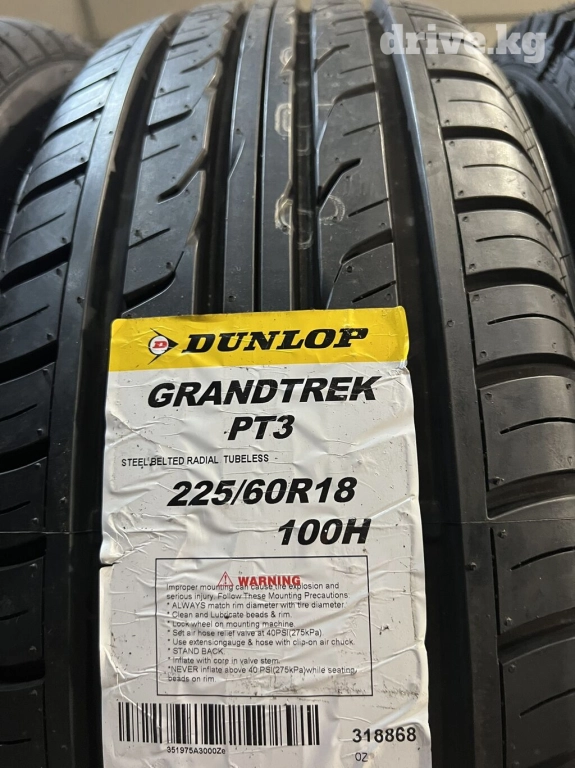 drive.kg
DUNLOP
GRANDTREK
PT3
STEEL BELTED RADIAL TUBELESS
225/60R18
100H
WARNING
Improper mounting can cause tire explosion and
serious injury. Follow These Mounting Precautions:
* ALWAYS match rim diameter with tire diameter.
* Clean and Lubricate beads & rim.
* Lock wheel on mounting machine.
* Set air hose relief valve at 40PSI(275kPa).
* Use extensiongauge & hose with clip-on air chuck.
* STAND BACK.
* Inflate with corp in valve stem.
*NEVER Inflate above 40 PSI(275kPa)while seating
beads on rim.
351975A3000Ze
318868
OZ